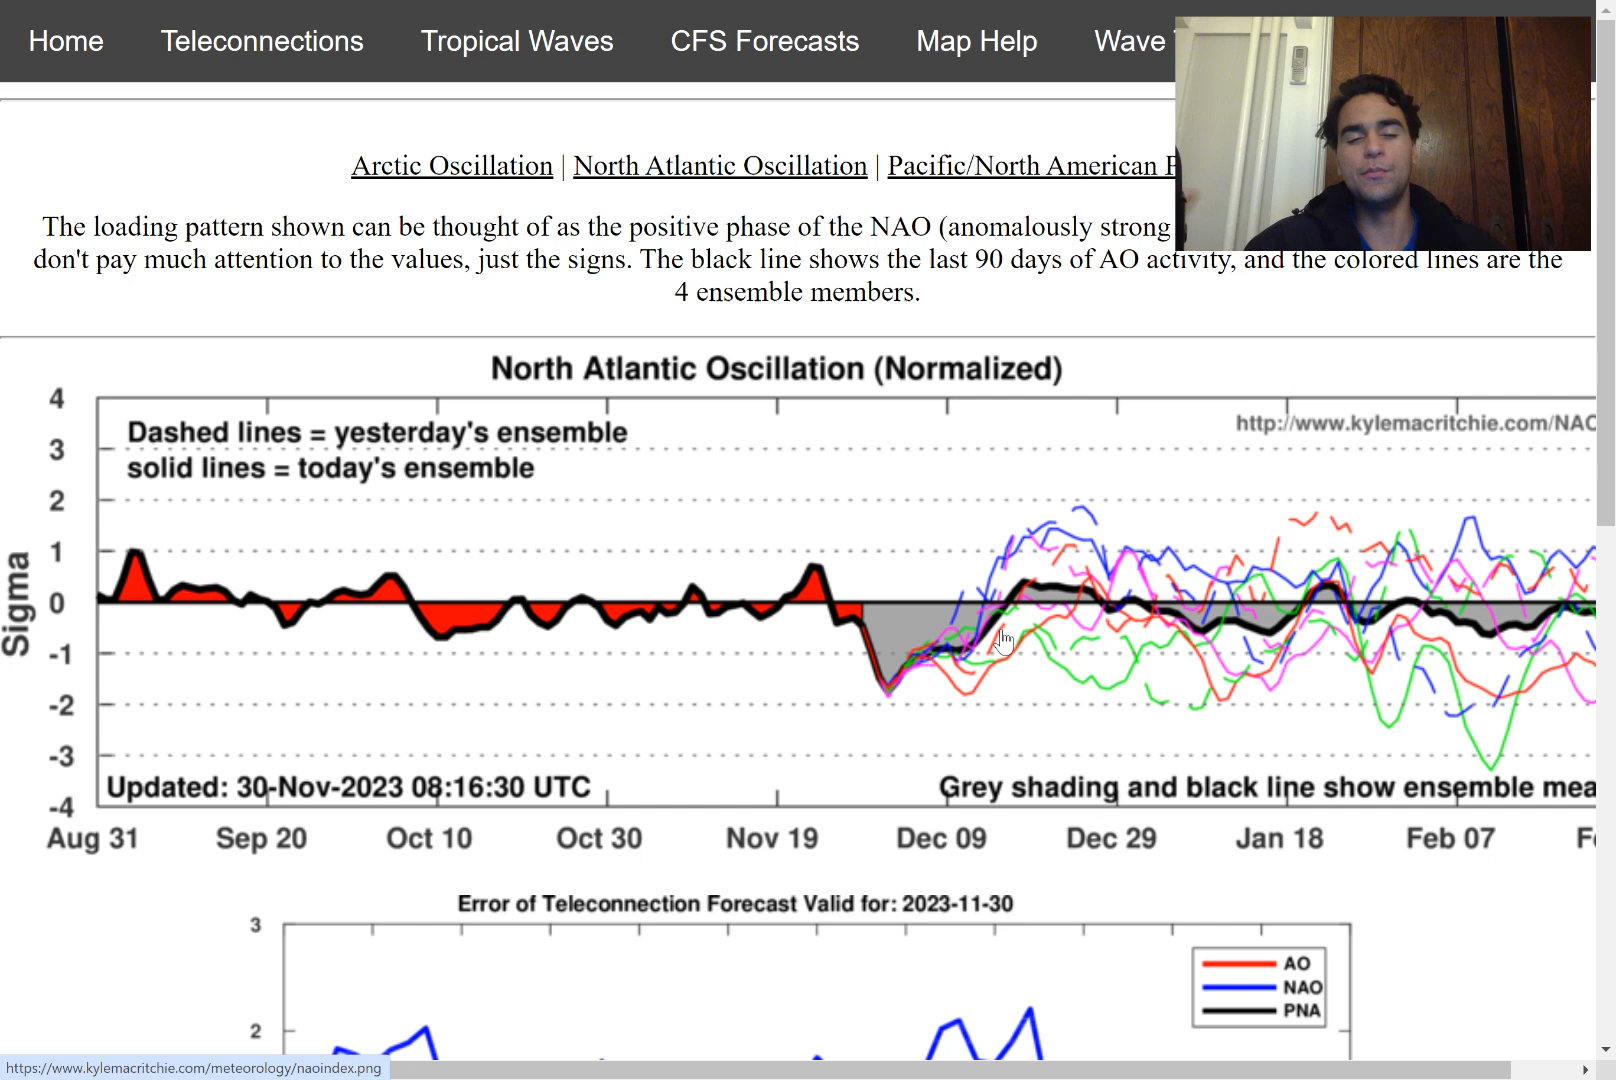 Home Teleconnections Tropical Waves CFS Forecasts Map Help Wave
Arctic Oscillation | North Atlantic Oscillation | Pacific/North American
The loading pattern shown can be thought of as the positive phase of the NAO (anomalously strong
don't pay much attention to the values, just the signs. The black line shows the last 90 days of AO activity, and the colored lines are the
4 ensemble members.
North Atlantic Oscillation (Normalized)
Dashed lines = yesterday's ensemble
solid lines = today's ensemble
http://www.kylemacritchie.com/NAO
Sigma
4
3
2
1
0
-1
-2
-3
-4
Updated: 30-Nov-2023 08:16:30 UTC
Grey shading and black line show ensemble mea
Aug 31 Sep 20 Oct 10 Oct 30 Nov 19 Dec 09 Dec 29 Jan 18 Feb 07
Error of Teleconnection Forecast Valid for: 2023-11-30
3
2
AO
NAO
PNA
https://www.kylemacritchie.com/meteorology/naoindex.png